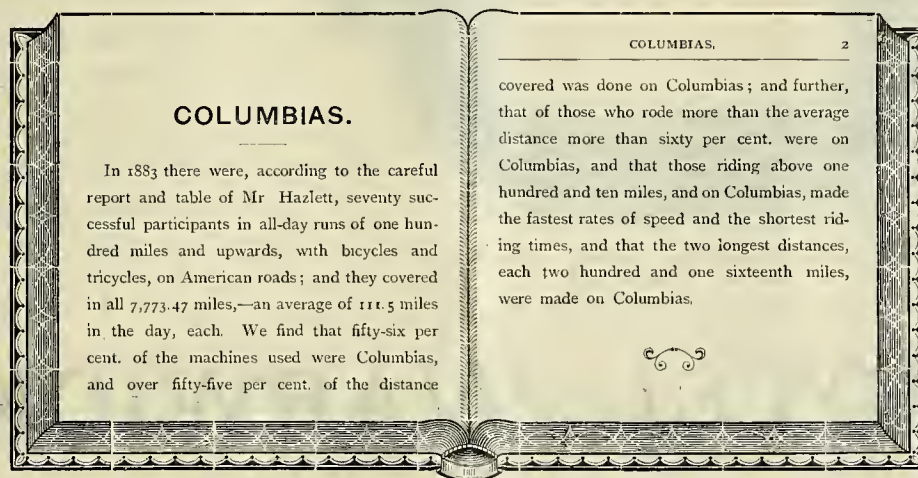 COLUMBIAS.
In 1883 there were, according to the careful
report and table of Mr Hazlett, seventy suc-
cessful participants in all-day runs of one hun-
dred miles and upwards, with bicycles and
tricycles, on American roads; and they covered
in all 7,773.47 miles,—an average of 111.5 miles
in the day, each. We find that fifty-six per
cent. of the machines used were Columbias,
and over fifty-five per cent. of the distance
COLUMBIAS. 2
covered was done on Columbias; and further,
that of those who rode more than the average
distance more than sixty per cent. were on
Columbias, and that those riding above one
hundred and ten miles, and on Columbias, made
the fastest rates of speed and the shortest rid-
ing times, and that the two longest distances,
each two hundred and one sixteenth miles,
were made on Columbias.